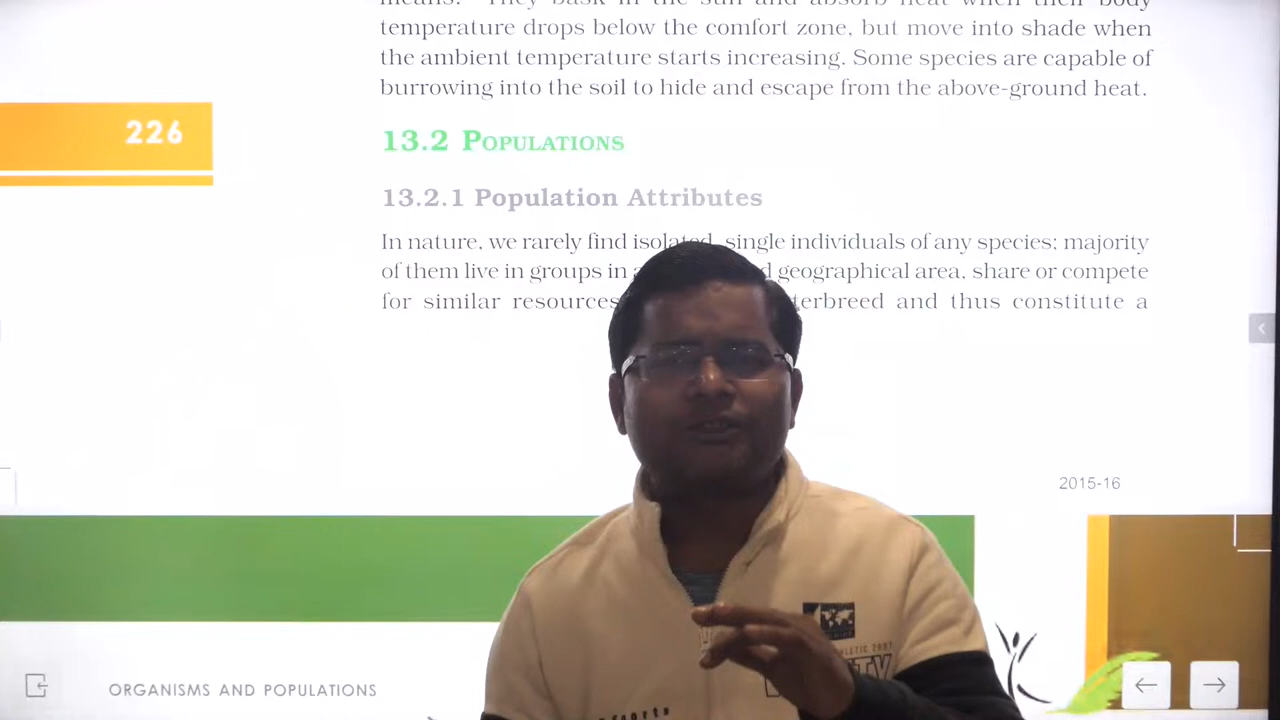 means. They bask in the sun and absorb heat when their body
temperature drops below the comfort zone, but move into shade when
the ambient temperature starts increasing. Some species are capable of
burrowing into the soil to hide and escape from the above-ground heat.
226
13.2 POPULATIONS
13.2.1 Population Attributes
In nature, we rarely find isolated, single individuals of any species; majority
of them live in groups in a geographical area, share or compete
for similar resources terbreed and thus constitute a
2015-16
ORGANISMS AND POPULATIONS